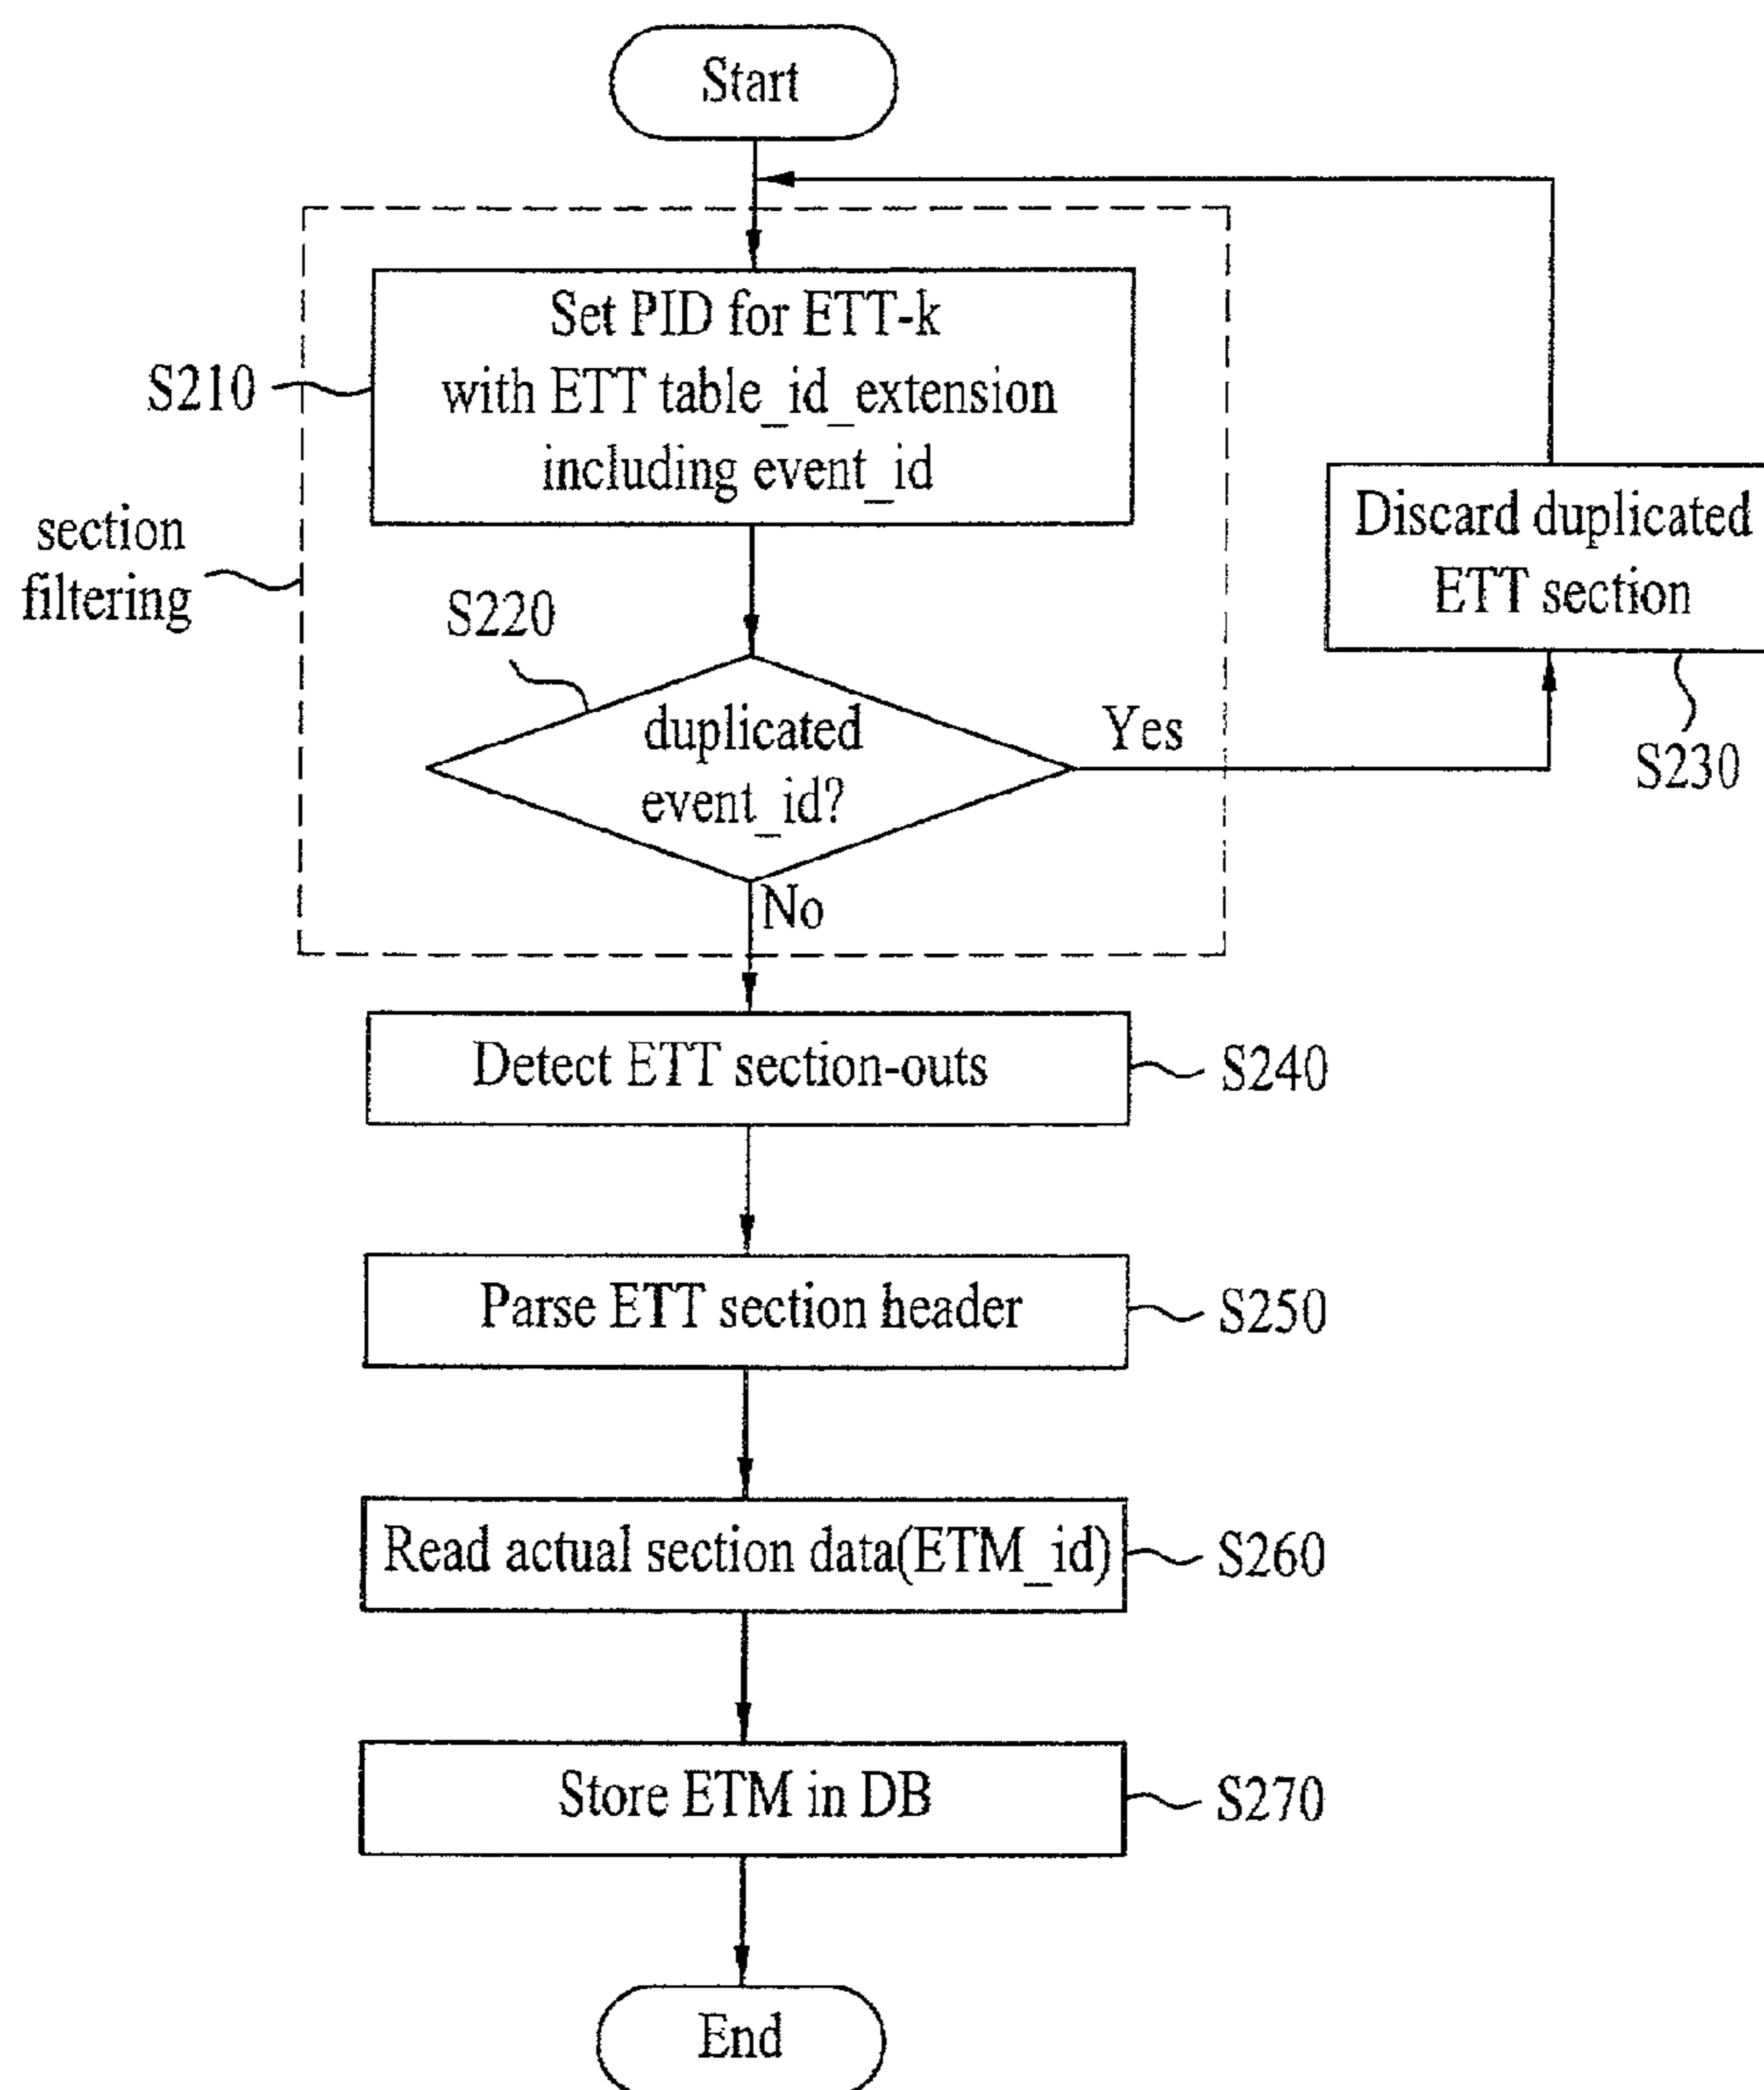 Start
Set PID for ETT-k
with ETT table_id_extension
including event_id
S210
section
filtering
Discard duplicated
ETT section
S230
S220
duplicated
event_id?
Yes
No
Detect ETT section-outs
S240
Parse ETT section header
S250
Read actual section data(ETM_id)
S260
Store ETM in DB
S270
End